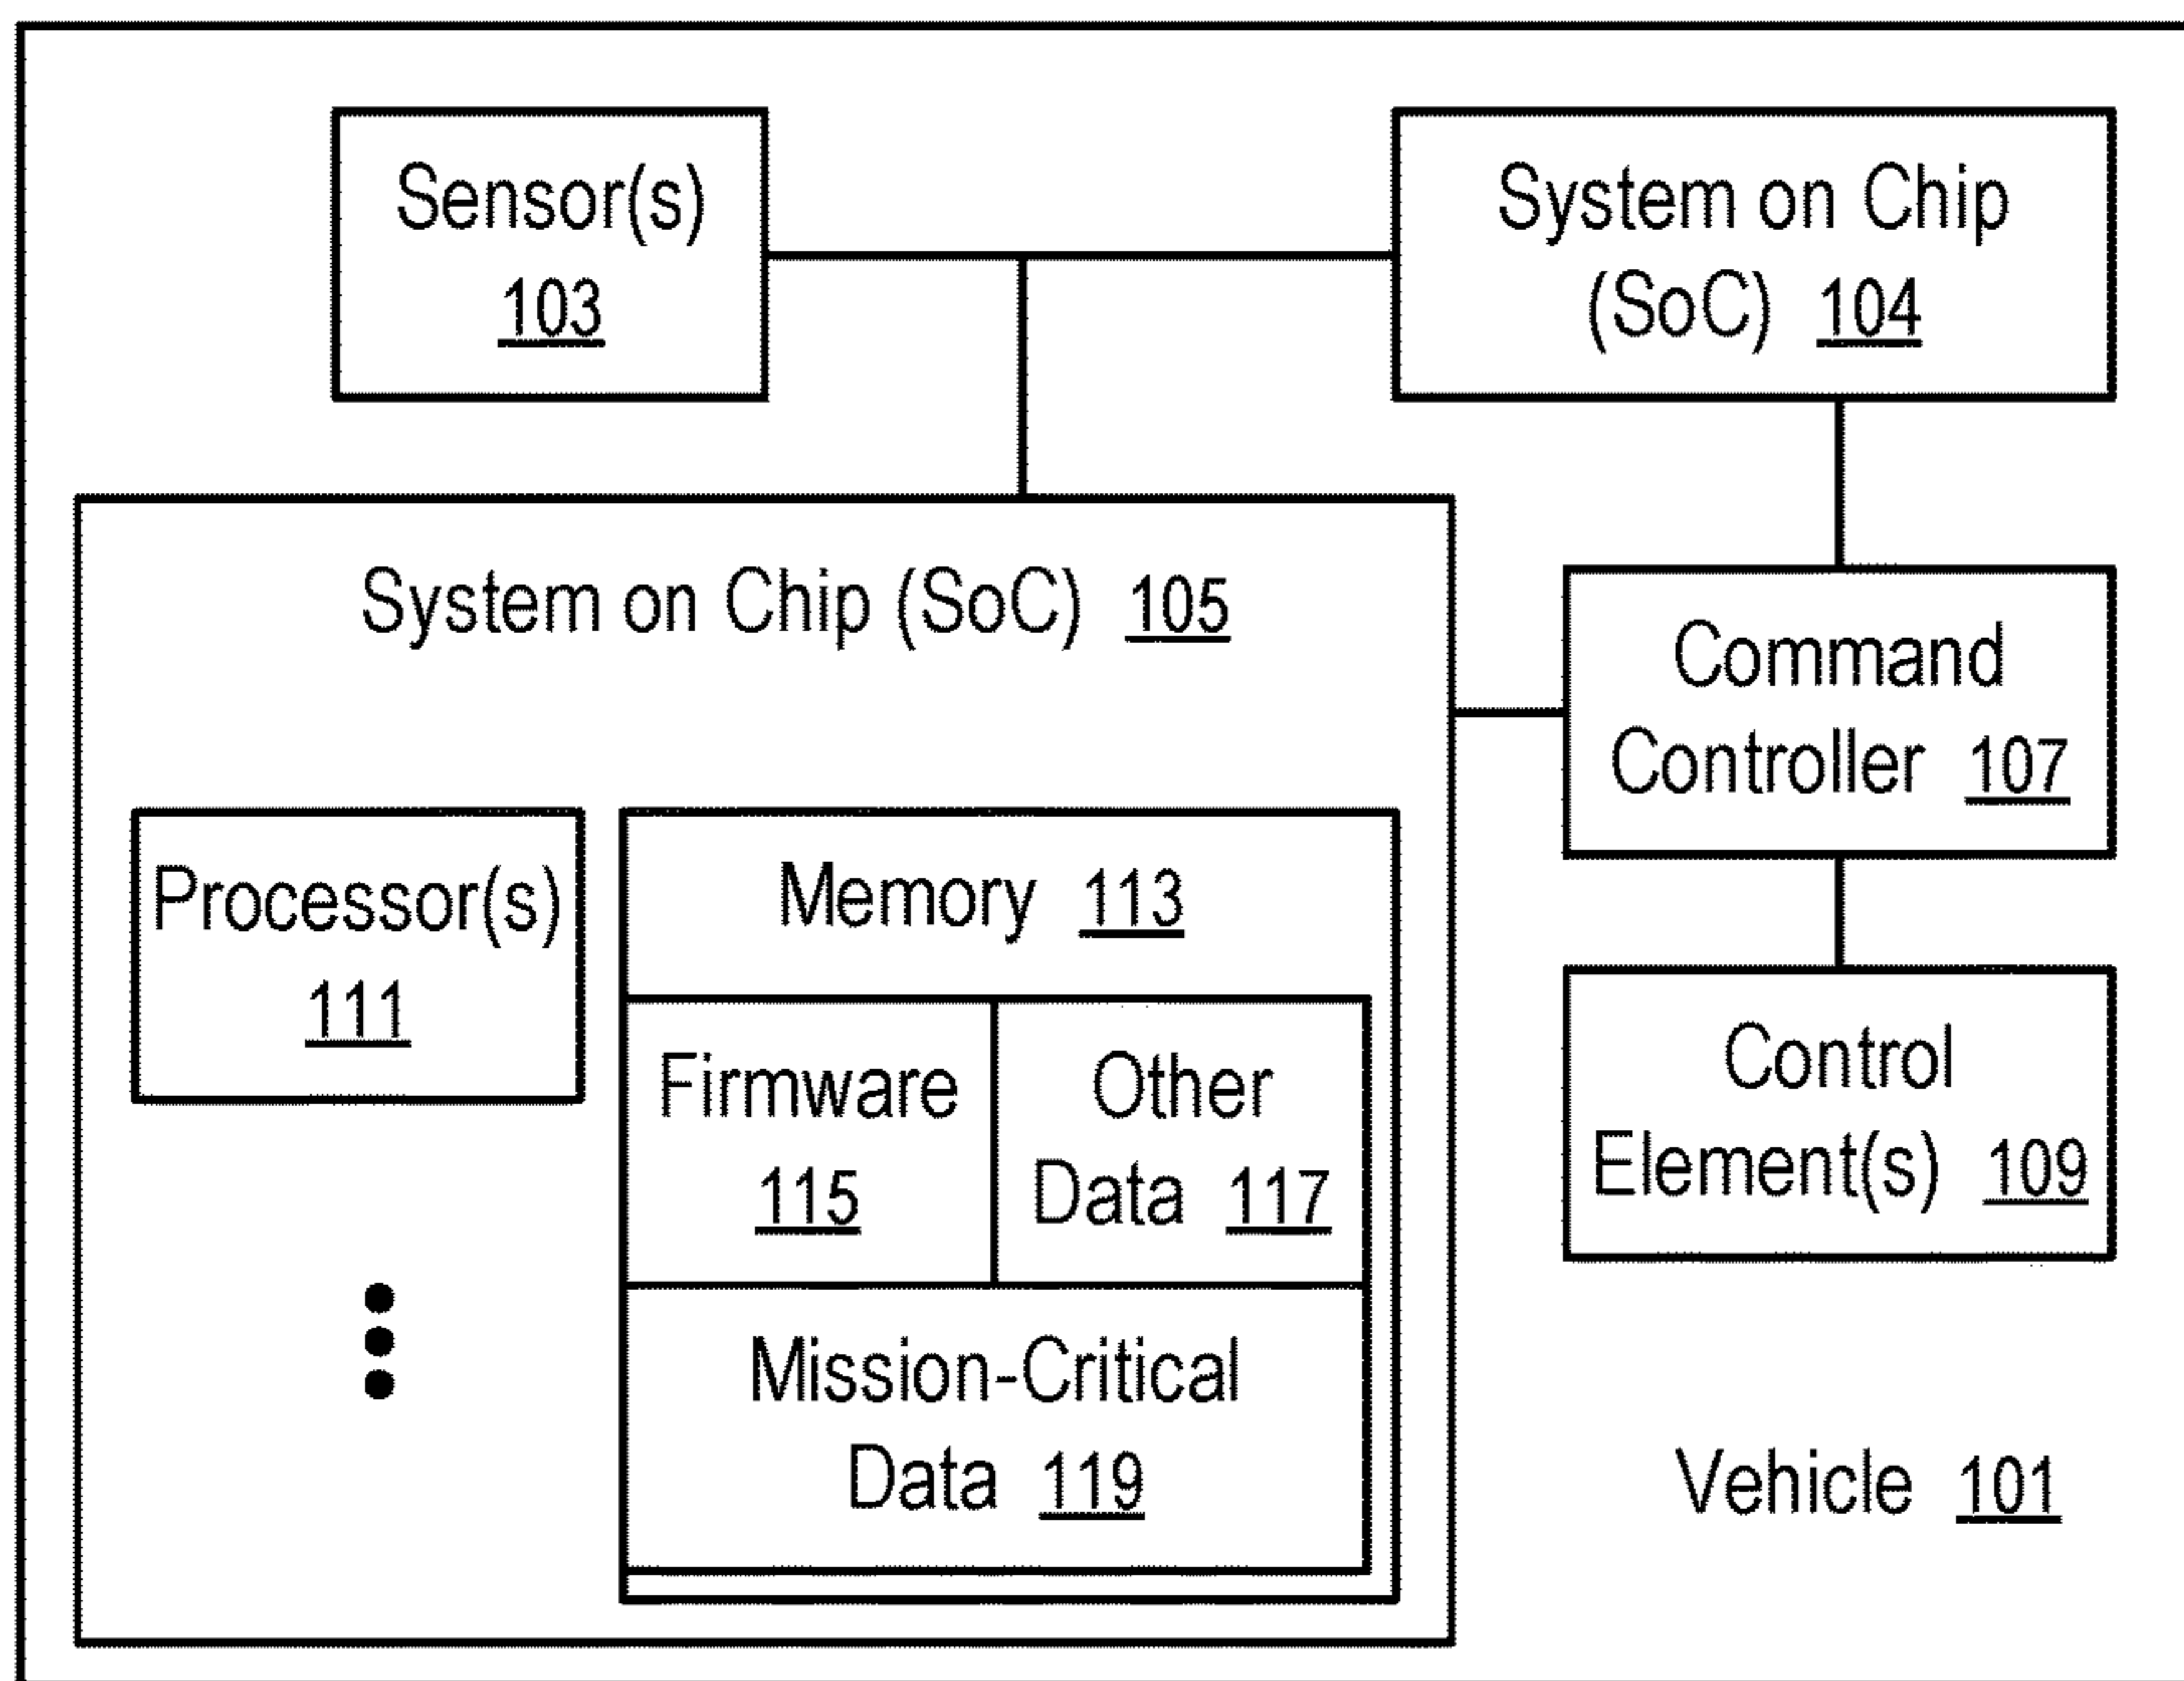 Sensor(s)
103
System on Chip
(SoC) 104
System on Chip (SoC) 105
Command
Controller 107
Processor(s)
111
Memory 113
Firmware
115
Other
Data 117
Mission-Critical
Data 119
Control
Element(s) 109
Vehicle 101